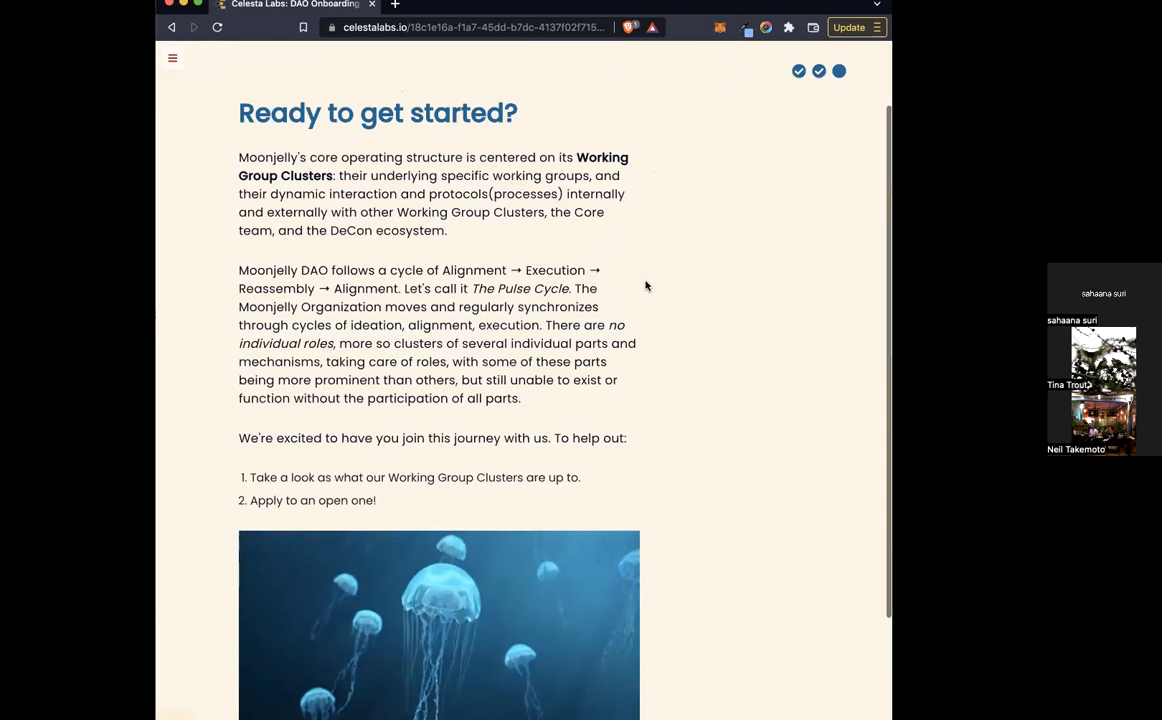 Celesta Labs: DAO Onboarding
celestalabs.io/18c1e16a-f1a7-45dd-b7dc-4137f02f715...
1
Update
Ready to get started?
Moonjelly's core operating structure is centered on its Working
Group Clusters: their underlying specific working groups, and
their dynamic interaction and protocols(processes) internally
and externally with other Working Group Clusters, the Core
team, and the DeCon ecosystem.
Moonjelly DAO follows a cycle of Alignment → Execution →
Reassembly → Alignment. Let's call it The Pulse Cycle. The
Moonjelly Organization moves and regularly synchronizes
through cycles of ideation, alignment, execution. There are no
individual roles, more so clusters of several individual parts and
mechanisms, taking care of roles, with some of these parts
being more prominent than others, but still unable to exist or
function without the participation of all parts.
We're excited to have you join this journey with us. To help out:
1. Take a look as what our Working Group Clusters are up to.
2. Apply to an open one!
sahaana suri
sahaana suri
Tina Trout
Neil Takemoto